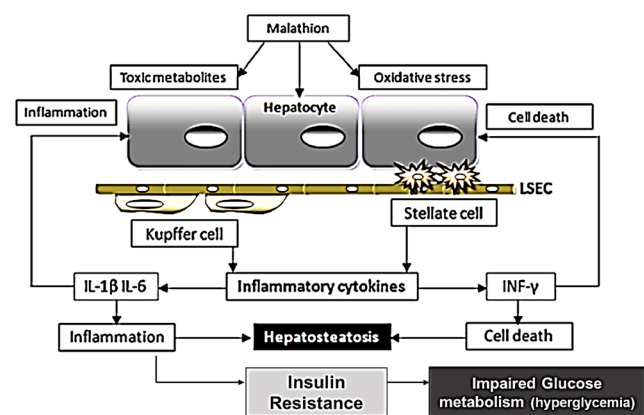 Malathion
Toxic metabolites
Oxidative stress
Inflammation
Hepatocyte
Cell death
LSEC
Stellate cell
Kupffer cell
IL-1β IL-6
Inflammatory cytokines
INF-γ
Inflammation
Hepatosteatosis
Cell death
Insulin
Resistance
Impaired Glucose
metabolism (hyperglycemia)